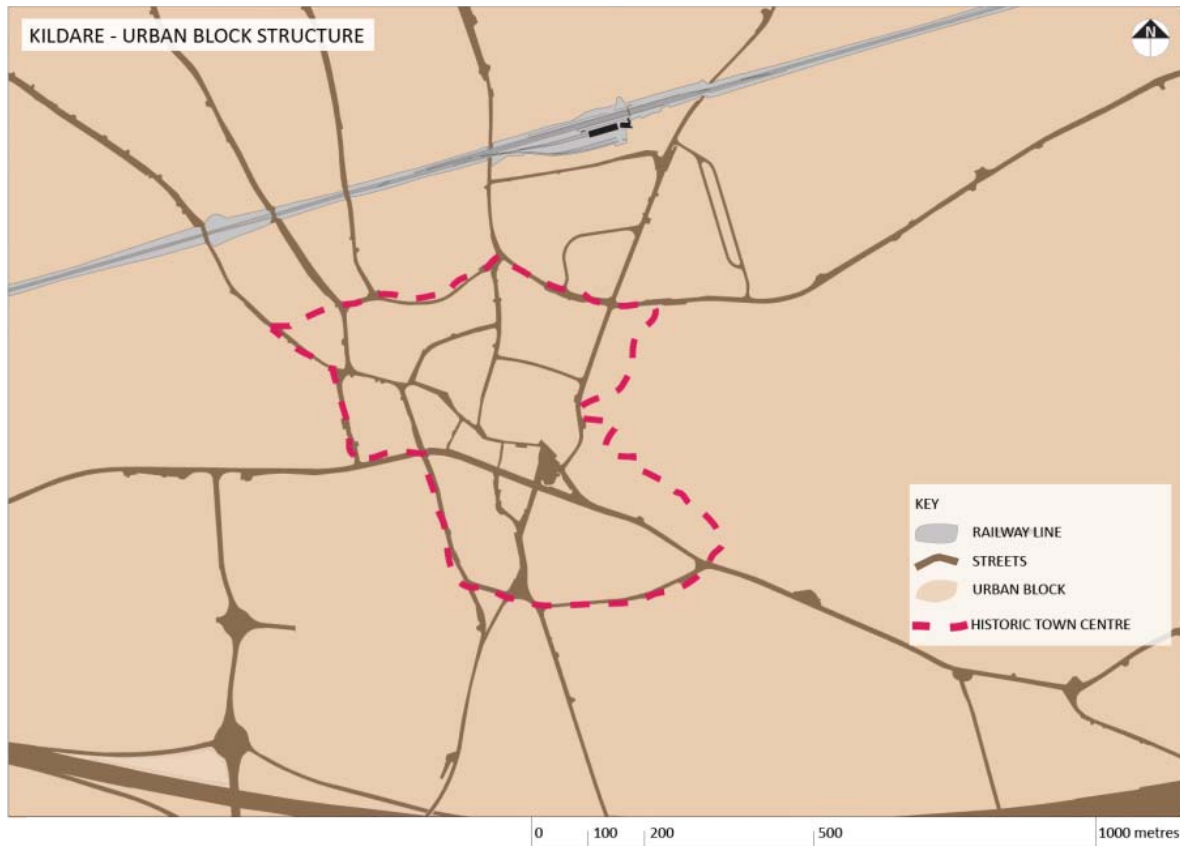 KILDARE - URBAN BLOCK STRUCTURE
N
KEY
RAILWAY LINE
STREETS
URBAN BLOCK
HISTORIC TOWN CENTRE
0 100 200 500 1000 metres